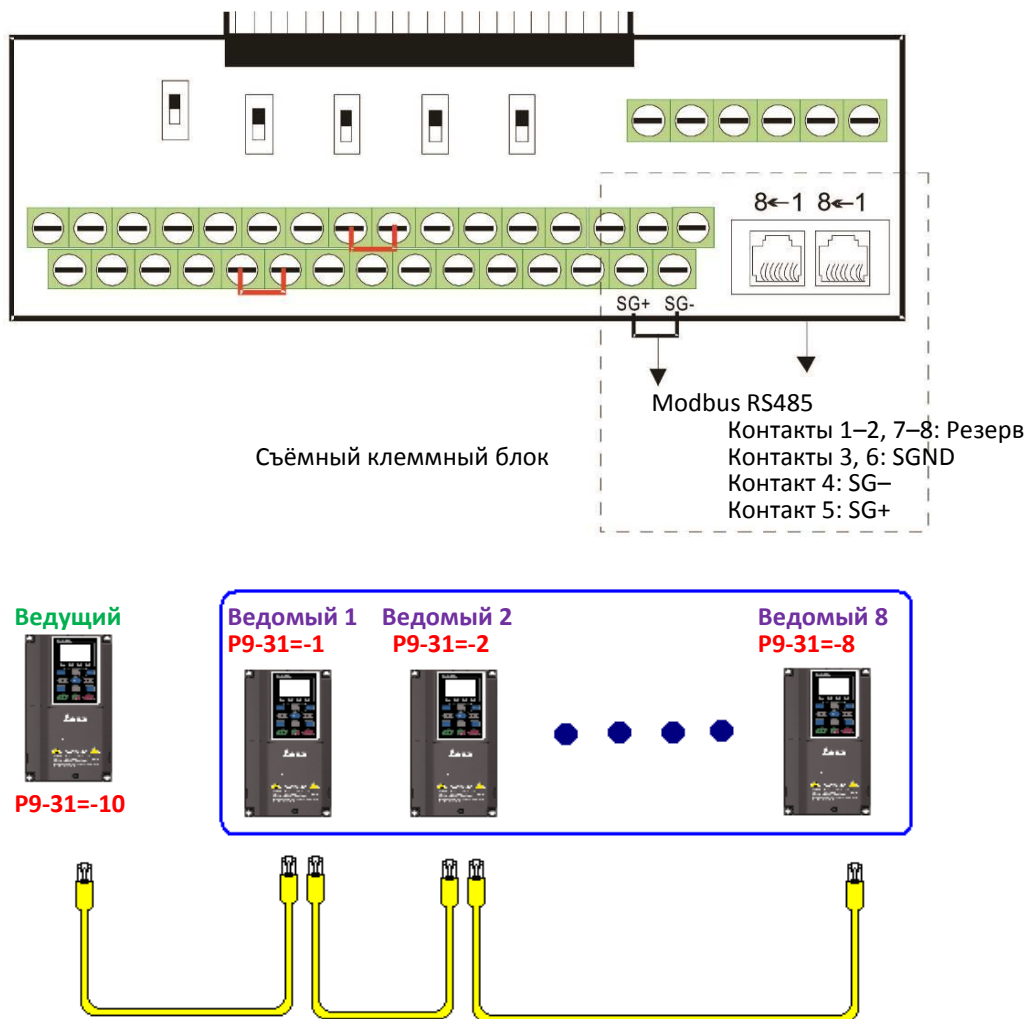 8←1 8←1
SG+ SG-
Modbus RS485
Контакты 1–2, 7–8: Резерв
Съёмный клеммный блок
Контакты 3, 6: SGND
Контакт 4: SG–
Контакт 5: SG+
Ведущий
Ведомый 1 Ведомый 2 Ведомый 8
P9-31=-1 P9-31=-2 P9-31=-8
P9-31=-10